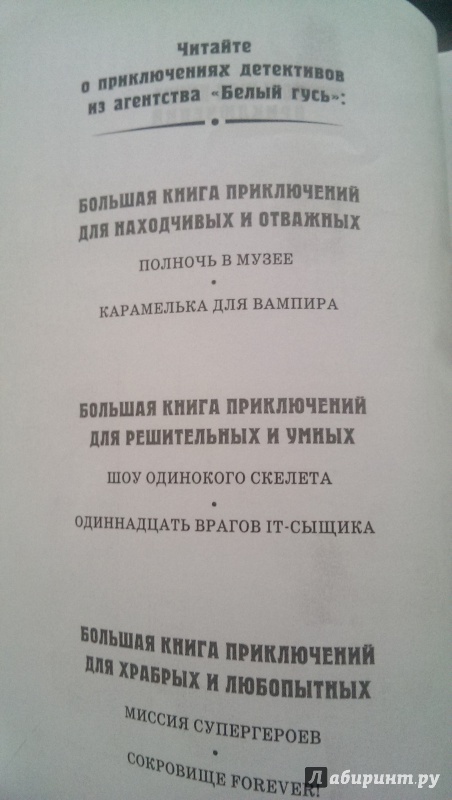 Читайте
о приключениях детективов
из агентства «Белый гусь»:
БОЛЬШАЯ КНИГА ПРИКЛЮЧЕНИЙ
ДЛЯ НАХОДЧИВЫХ И ОТВАЖНЫХ
ПОЛНОЧЬ В МУЗЕЕ
•
КАРАМЕЛЬКА ДЛЯ ВАМПИРА
БОЛЬШАЯ КНИГА ПРИКЛЮЧЕНИЙ
ДЛЯ РЕШИТЕЛЬНЫХ И УМНЫХ
ШОУ ОДИНОКОГО СКЕЛЕТА
•
ОДИННАДЦАТЬ ВРАГОВ IT-СЫЩИКА
БОЛЬШАЯ КНИГА ПРИКЛЮЧЕНИЙ
ДЛЯ ХРАБРЫХ И ЛЮБОПЫТНЫХ
МИССИЯ СУПЕРГЕРОЕВ
•
СОКРОВИЩЕ FOREVER!
Лабиринт.ру